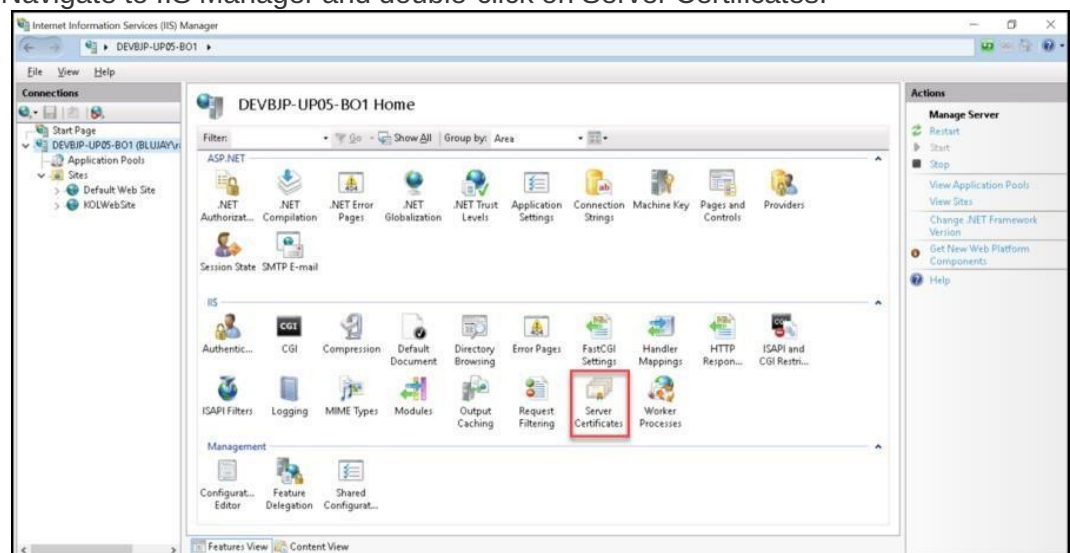 Navigate to IIS Manager and double-click on Server Certificates.
Internet Information Services (IIS) Manager
DEVBJP-UP05-BO1
File View Help
Connections
Start Page
DEVBJP-UP05-BO1 (BLUJAY\r
Application Pools
Sites
Default Web Site
KOLWebSite
DEVBJP-UP05-BO1 Home
Filter: Go Show All Group by: Area
ASP.NET
.NET Authorizat...
.NET Compilation
.NET Error Pages
.NET Globalization
.NET Trust Levels
Application Settings
Connection Strings
Machine Key
Pages and Controls
Providers
Session State
SMTP E-mail
IIS
Authentic...
CGI
Compression
Default Document
Directory Browsing
Error Pages
FastCGI Settings
Handler Mappings
HTTP Respon...
ISAPI and CGI Restri...
ISAPI Filters
Logging
MIME Types
Modules
Output Caching
Request Filtering
Server Certificates
Worker Processes
Management
Configurat... Editor
Feature Delegation
Shared Configurat...
Features View Content View
Actions
Manage Server
Restart
Start
Stop
View Application Pools
View Sites
Change .NET Framework
Version
Get New Web Platform
Components
Help